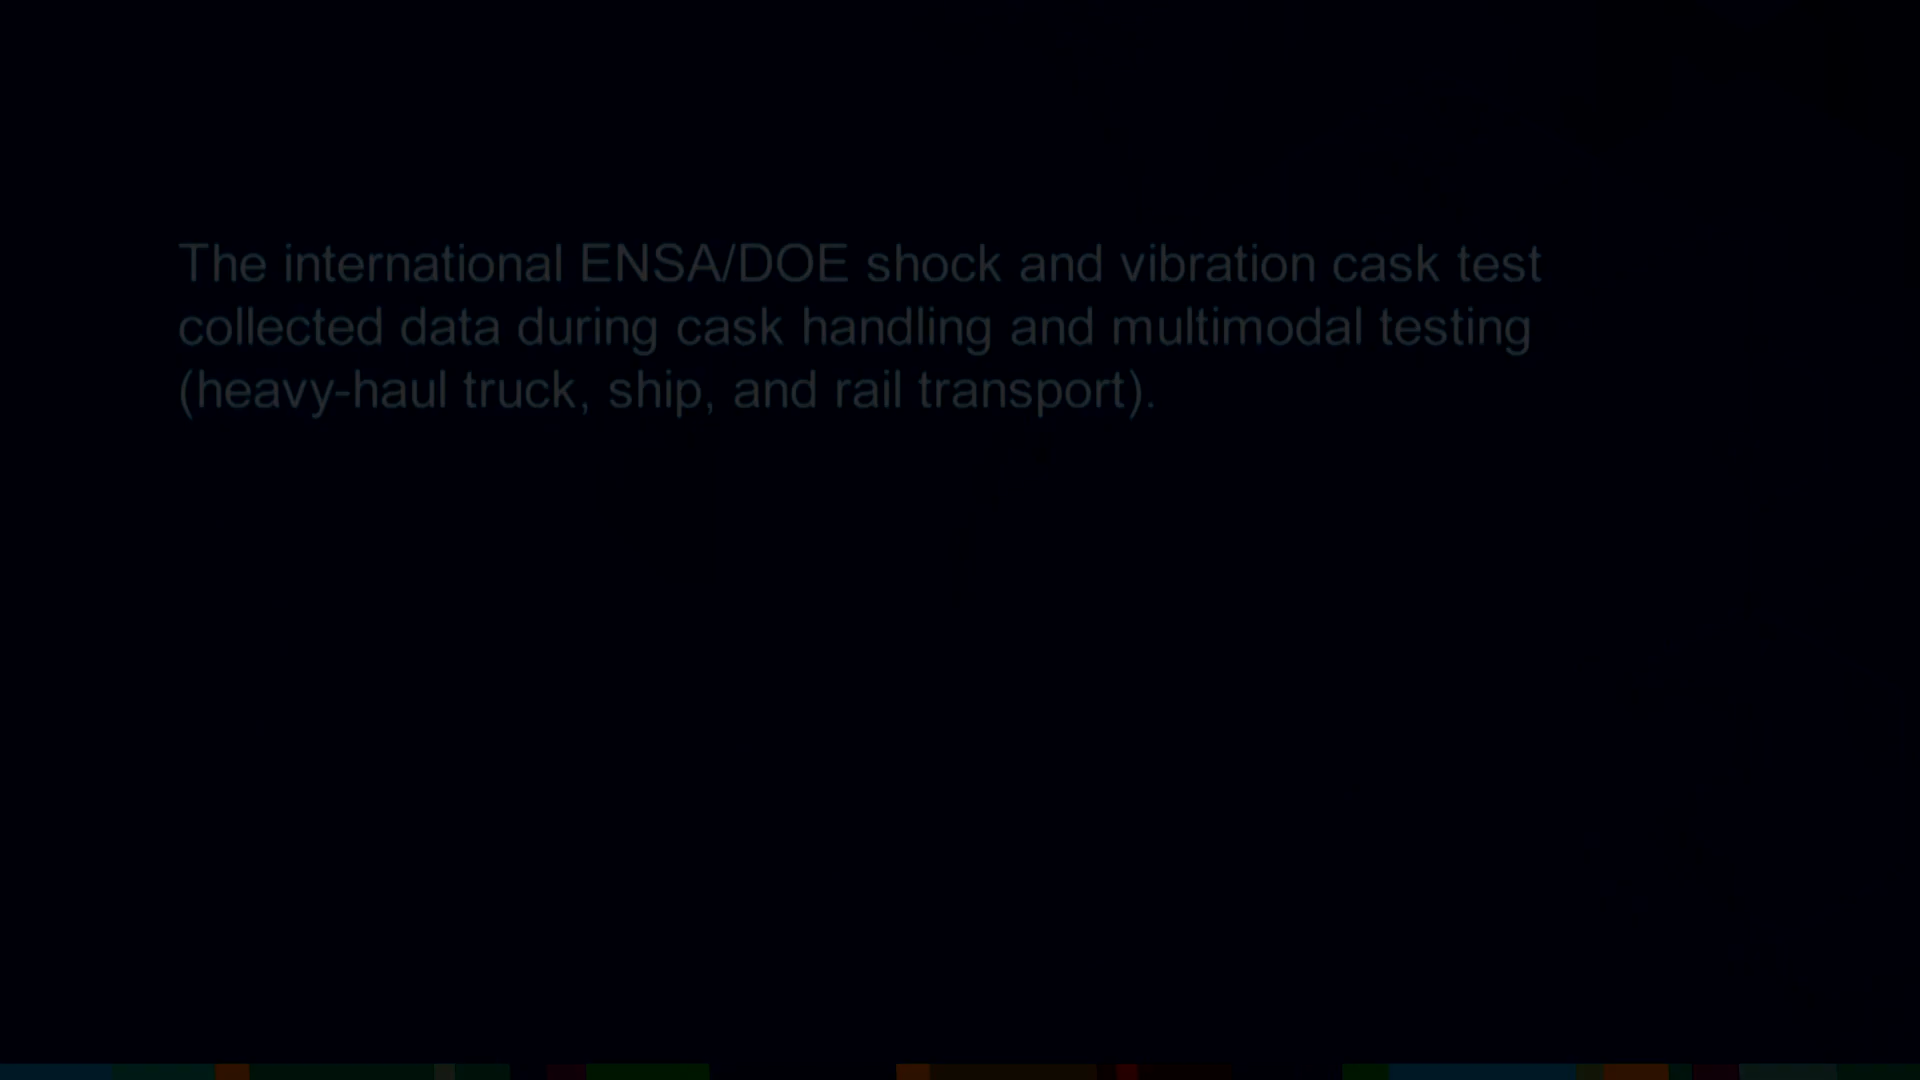 The international ENSA/DOE shock and vibration cask test
collected data during cask handling and multimodal testing
(heavy-haul truck, ship, and rail transport).